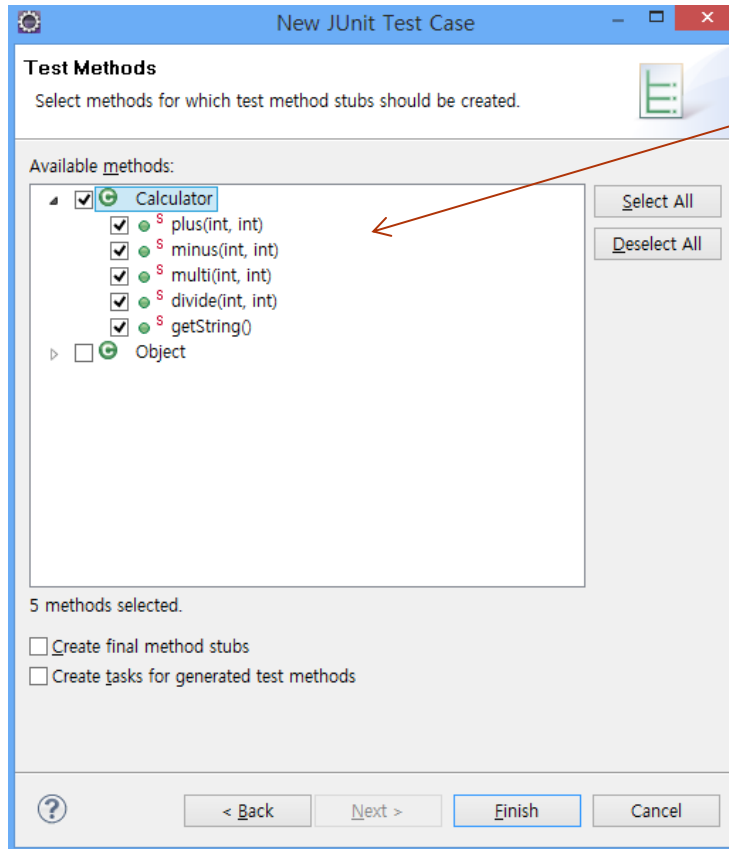 New JUnit Test Case
Test Methods
Select methods for which test method stubs should be created.
Available methods:
Calculator
S plus(int, int)
S minus(int, int)
S multi(int, int)
S divide(int, int)
S getString()
Object
Select All
Deselect All
5 methods selected.
Create final method stubs
Create tasks for generated test methods
? < Back Next > Finish Cancel